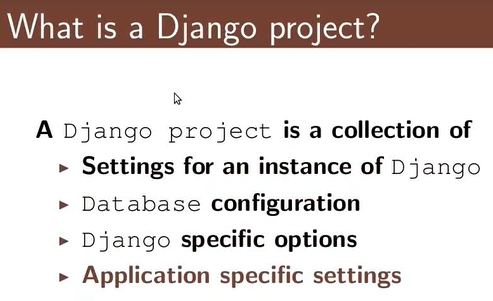 What is a Django project?
A Django project is a collection of
Settings for an instance of Django
Database configuration
Django specific options
Application specific settings